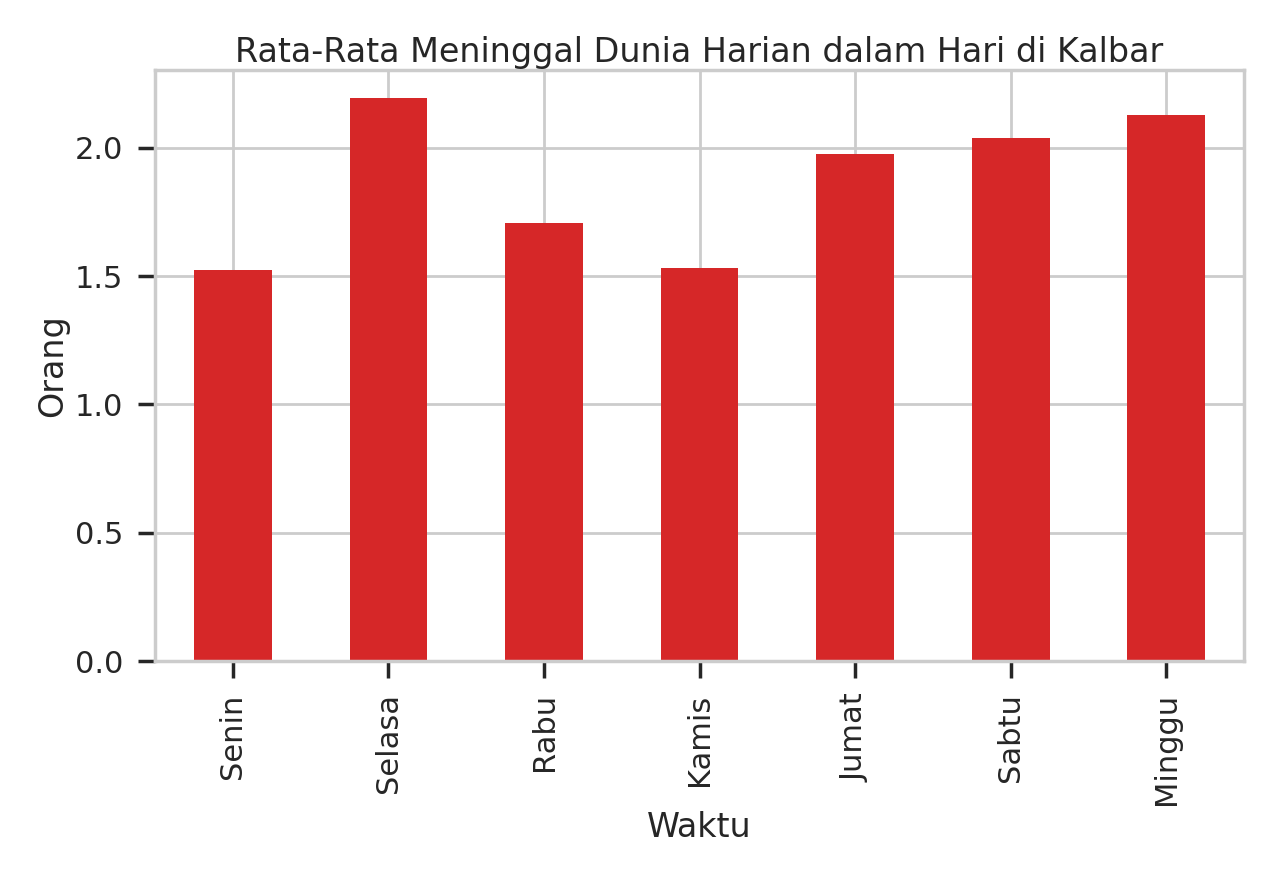 Rata-Rata Meninggal Dunia Harian dalam Hari di Kalbar
Orang
2.0
1.5
1.0
0.5
0.0
Senin
Selasa
Rabu
Kamis
Jumat
Sabtu
Minggu
Waktu